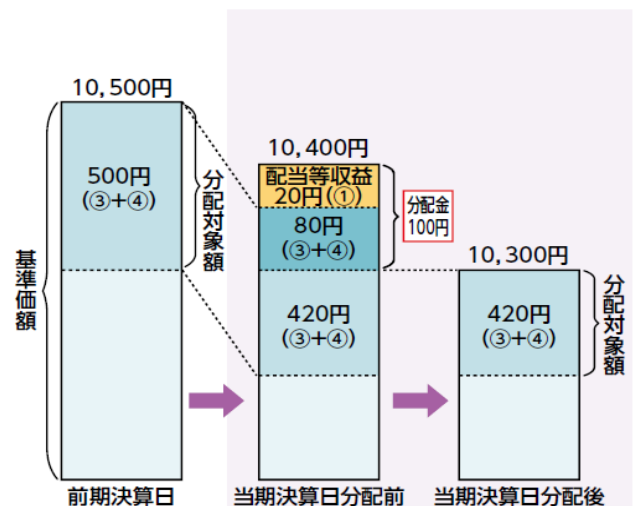 10,500円
500円
(③+④)
分配対象額
基準価額
前期決算日
10,400円
配当等収益
20円(①)
80円
(③+④)
420円
(③+④)
分配金
100円
当期決算日分配前
10,300円
420円
(③+④)
分配対象額
当期決算日分配後